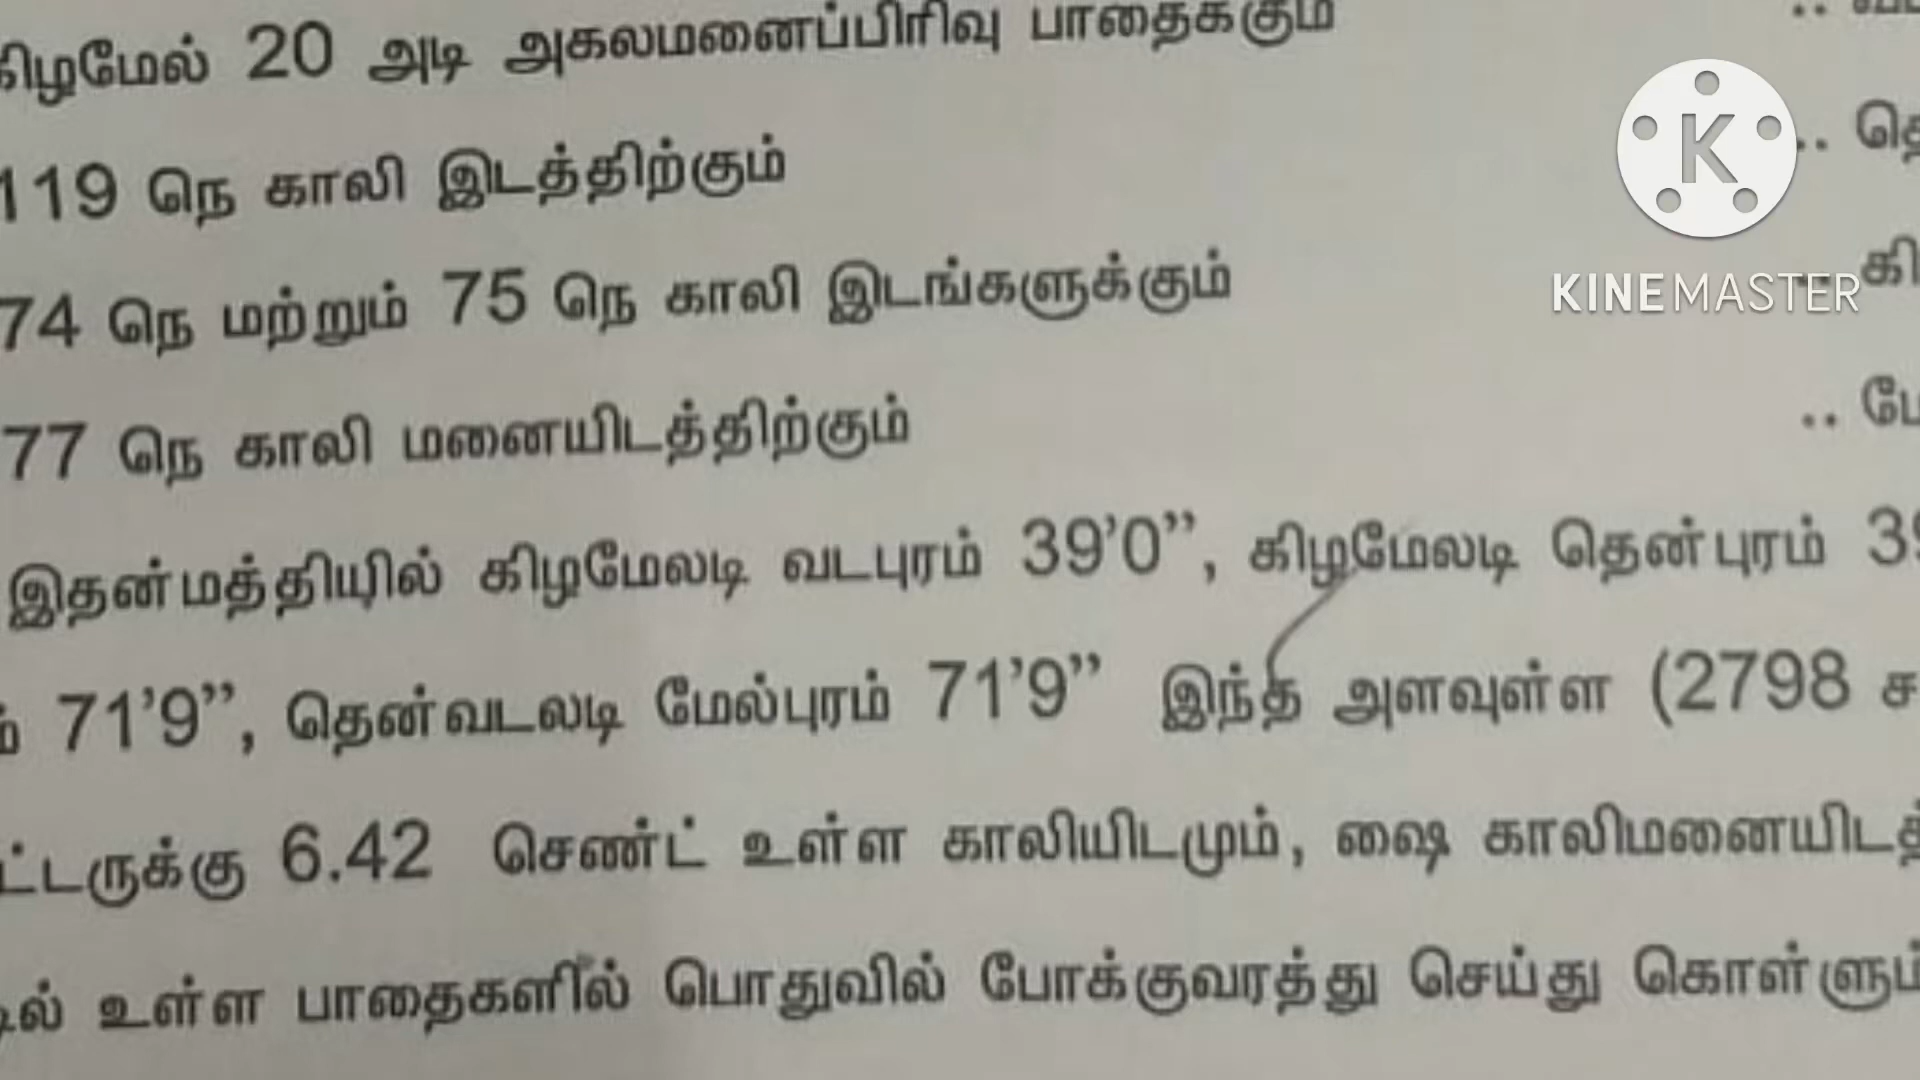 கிழமேல் 20 அடி அகலமனைப்பிரிவு பாதைக்கும் ..
119 நெ காலி இடத்திற்கும் ..
74 நெ மற்றும் 75 நெ காலி இடங்களுக்கும்
KINEMASTER
77 நெ காலி மனையிடத்திற்கும் ..
இதன்மத்தியில் கிழமேலடி வடபுரம் 39'0”, கிழமேலடி தென்புரம்
71'9”, தென்வடலடி மேல்புரம் 71'9” இந்த அளவுள்ள (2798
6.42 செண்ட் உள்ள காலியிடமும், ஷை
உள்ள பாதைகளில் பொதுவில் போக்குவரத்து செய்து